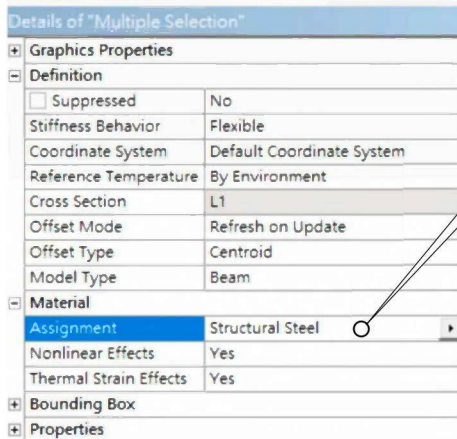 Details of "Multiple Selection"
Graphics Properties
Definition
Suppressed No
Stiffness Behavior Flexible
Coordinate System Default Coordinate System
Reference Temperature By Environment
Cross Section L1
Offset Mode Refresh on Update
Offset Type Centroid
Model Type Beam
Material
Assignment Structural Steel
Nonlinear Effects Yes
Thermal Strain Effects Yes
Bounding Box
Properties